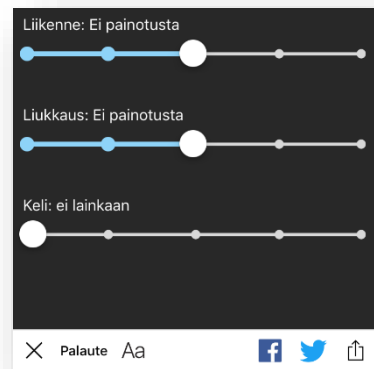 Liikenne: Ei painotusta
Liukkaus: Ei painotusta
Keli: ei lainkaan
Palaute Aa